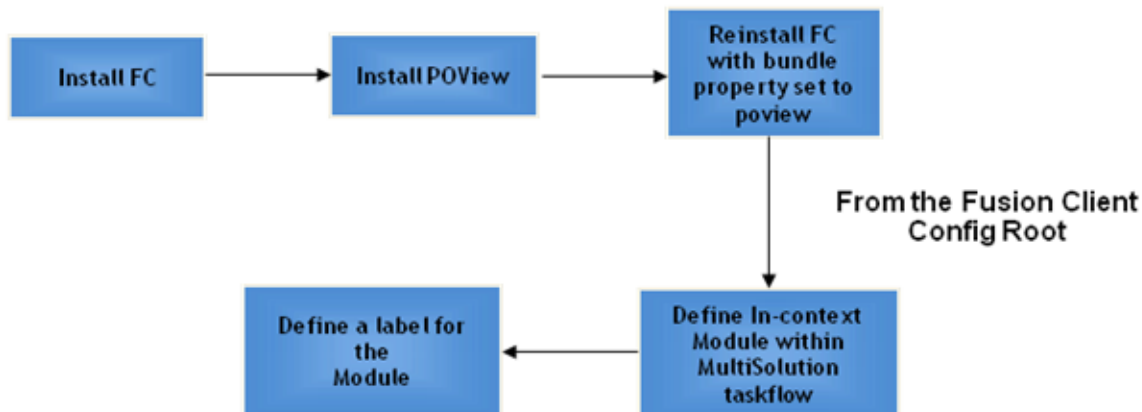 Install FC
Install POView
Reinstall FC
with bundle
property set to
poview
From the Fusion Client
Config Root
Define In-context
Module within
MultiSolution
taskflow
Define a label for
the
Module